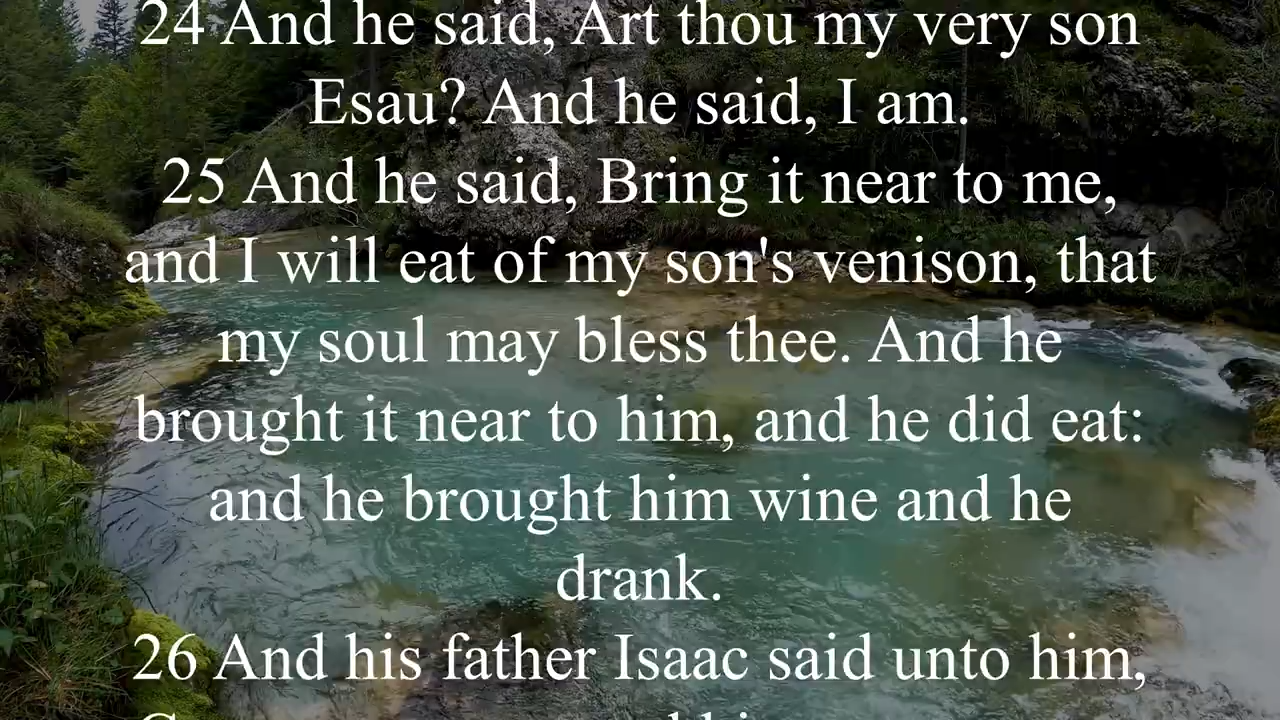 24 And he said, Art thou my very son
Esau? And he said, I am.
25 And he said, Bring it near to me,
and I will eat of my son's venison, that
my soul may bless thee. And he
brought it near to him, and he did eat:
and he brought him wine and he
drank.
26 And his father Isaac said unto him,